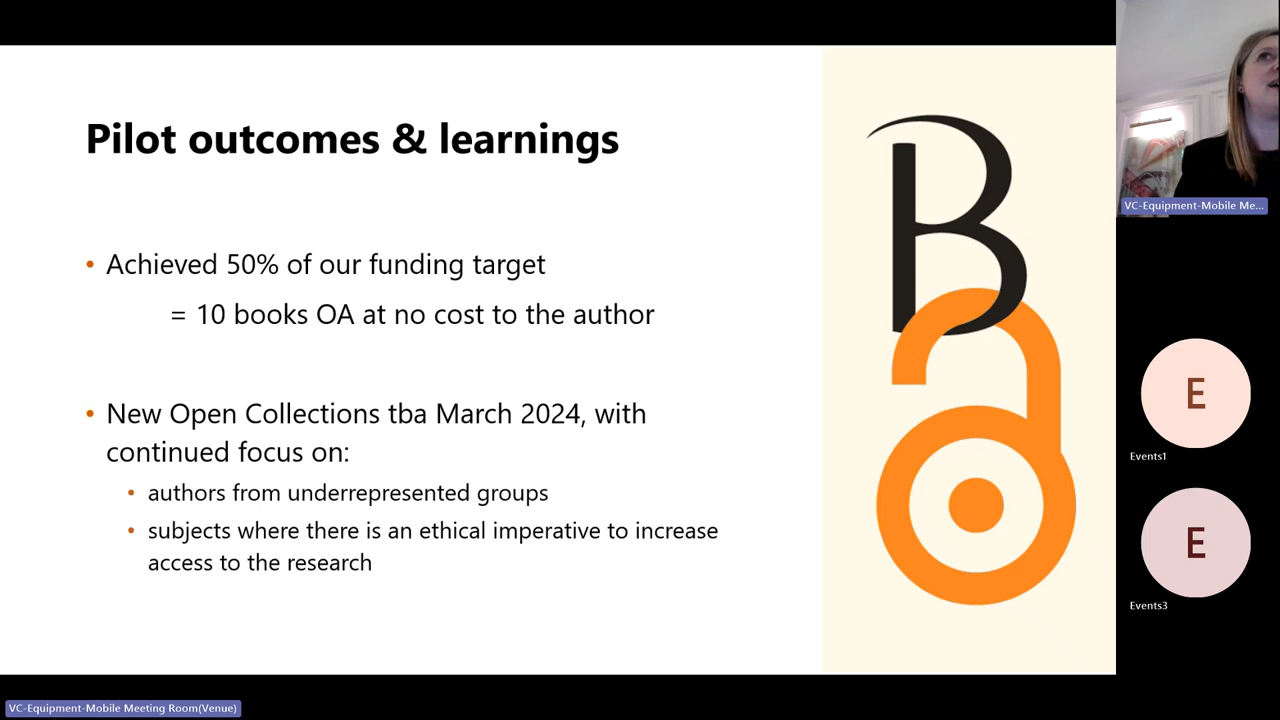 Pilot outcomes & learnings
• Achieved 50% of our funding target
= 10 books OA at no cost to the author
• New Open Collections tba March 2024, with
continued focus on:
• authors from underrepresented groups
• subjects where there is an ethical imperative to increase
access to the research
B
VC-Equipment-Mobile Me...
E
Events1
E
Events3
VC-Equipment-Mobile Meeting Room(Venue)